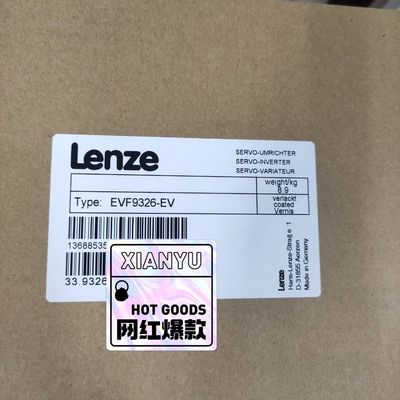 Lenze
SERVO-UMRICHTER
SERVO-INVERTER
SERVO-VARIATEUR
weight/kg
8.9
Type: EVF9326-EV
verlackt
coated
Vernis
13688535
33.9326
Lenze
Hans-Lenze-Straße 1
D-31855 Aerzen
Made in Germany
XIANYU
HOT GOODS
网红爆款